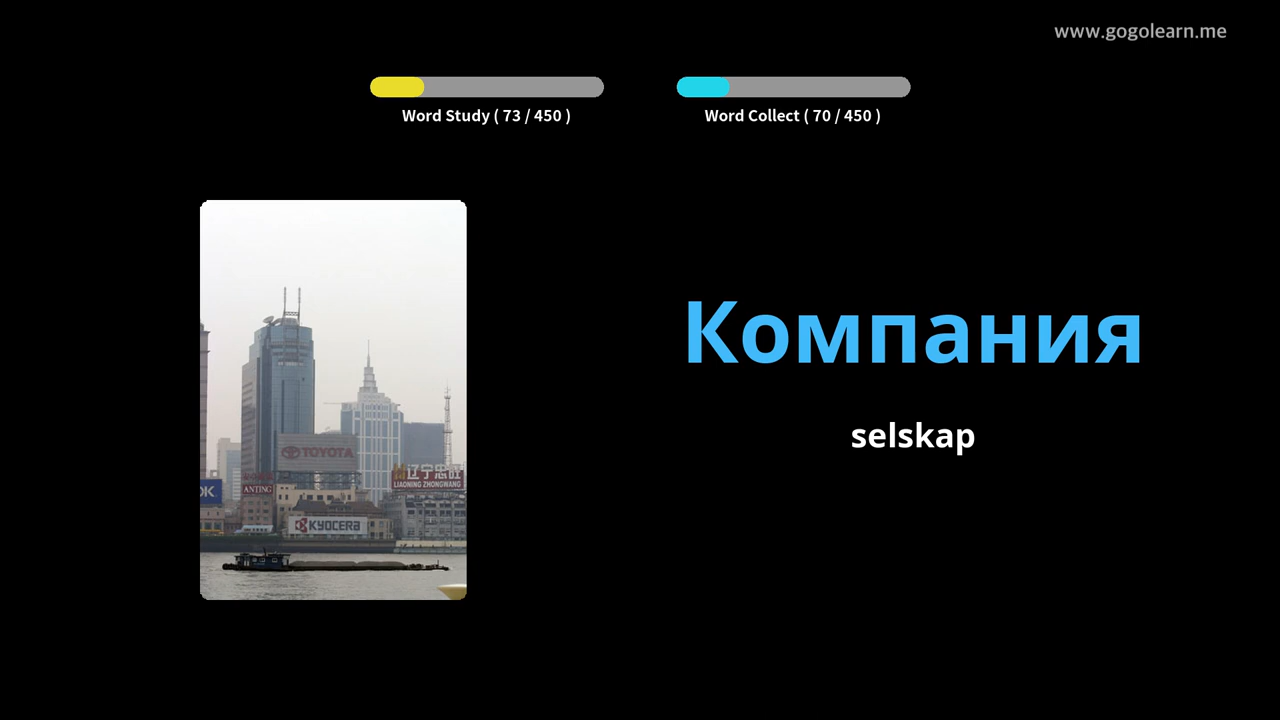 www.gogolearn.me
Word Study ( 73 / 450 )
Word Collect ( 70 / 450 )
Компания
selskap
TOYOTA
辽宁忠旺
LIAONING ZHONGWANG
OK
ANTING
KYOCERA